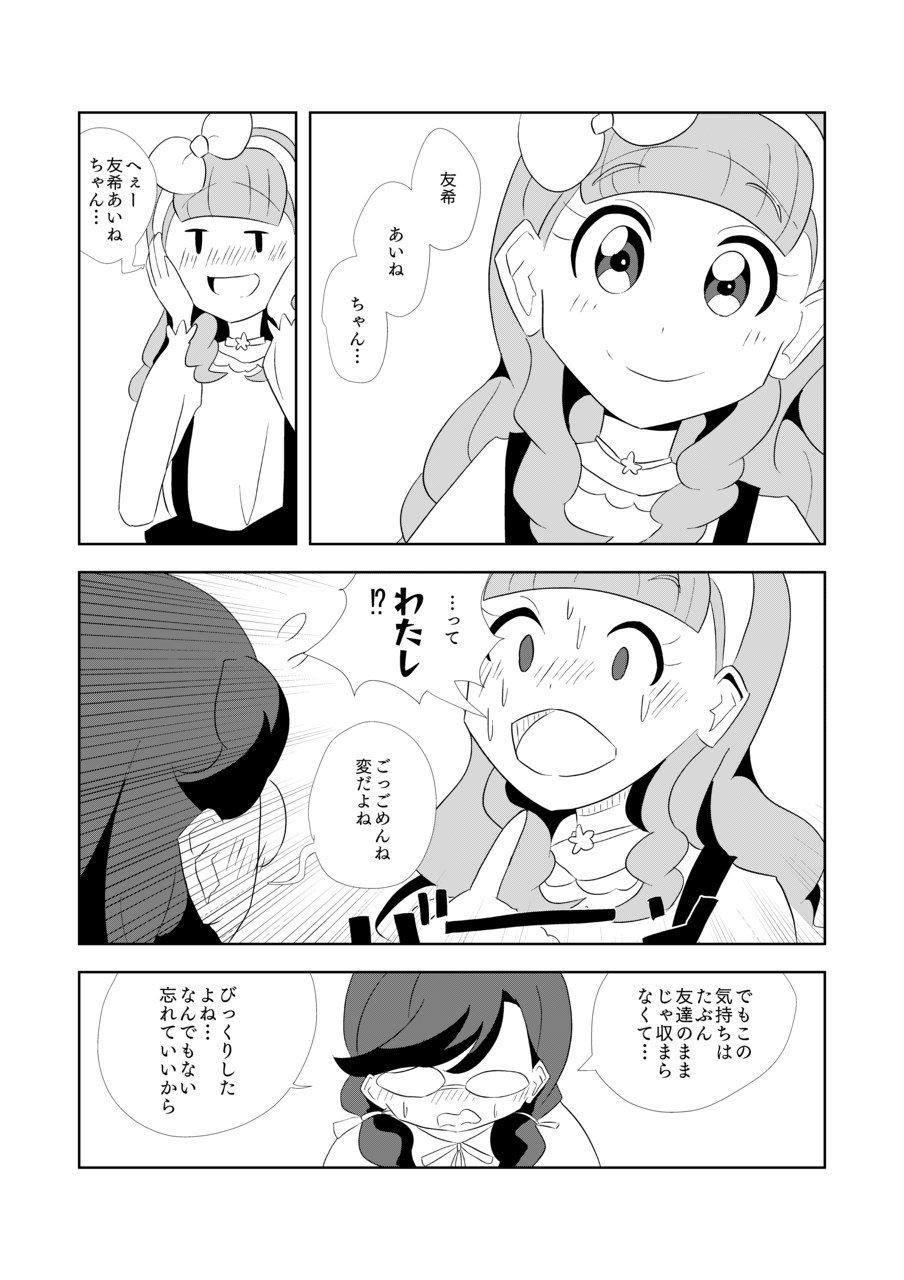 友希
あいね
ちゃん…
へぇー
友希あいね
ちゃん…
…って
わたし
!?
ごっごめんね
変だよね
ガーン
でもこの
気持ちは
たぶん
友達のまま
じゃ収まら
なくて…
びっくりした
よね…
なんでもない
忘れていいから